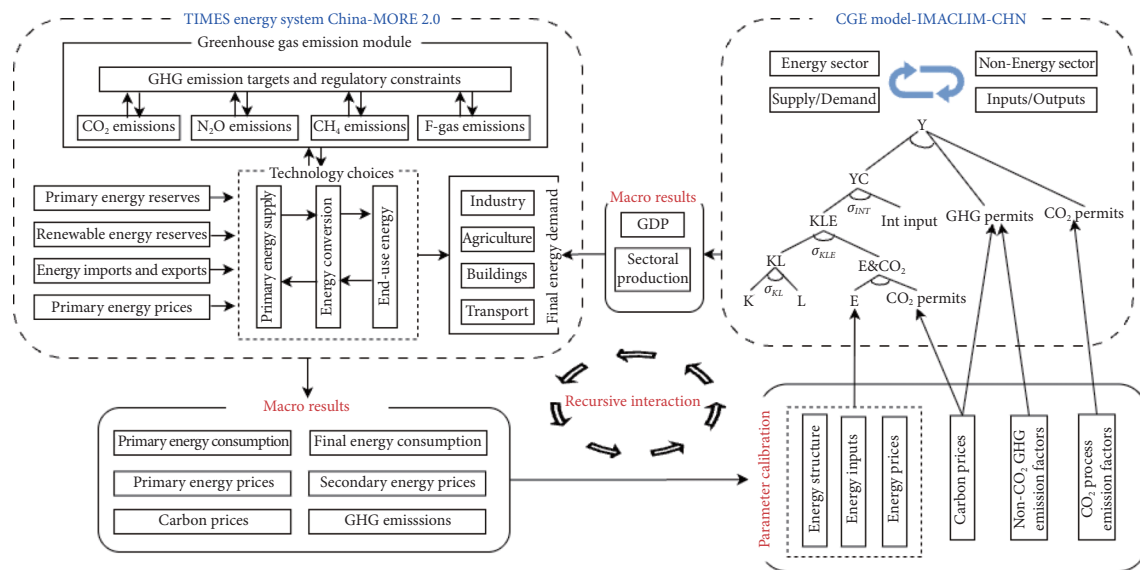 TIMES energy system China-MORE 2.0
Greenhouse gas emission module
GHG emission targets and regulatory constraints
CO₂ emissions
N₂O emissions
CH₄ emissions
F-gas emissions
Primary energy reserves
Renewable energy reserves
Energy imports and exports
Primary energy prices
Technology choices
Primary energy supply
Energy conversion
End-use energy
Industry
Agriculture
Buildings
Transport
Final energy demand
Macro results
GDP
Sectoral
production
CGE model-IMACLIM-CHN
Energy sector
Non-Energy sector
Supply/Demand
Inputs/Outputs
Y
YC
σINT
KLE
Int input
GHG permits
CO₂ permits
σKLE
KL
E&CO₂
σKL
K
L
E
CO₂ permits
Macro results
Primary energy consumption
Final energy consumption
Primary energy prices
Secondary energy prices
Carbon prices
GHG emisssions
Recursive interaction
Parameter calibration
Energy structure
Energy inputs
Energy prices
Carbon prices
Non-CO₂ GHG
emission factors
CO₂ process
emission factors